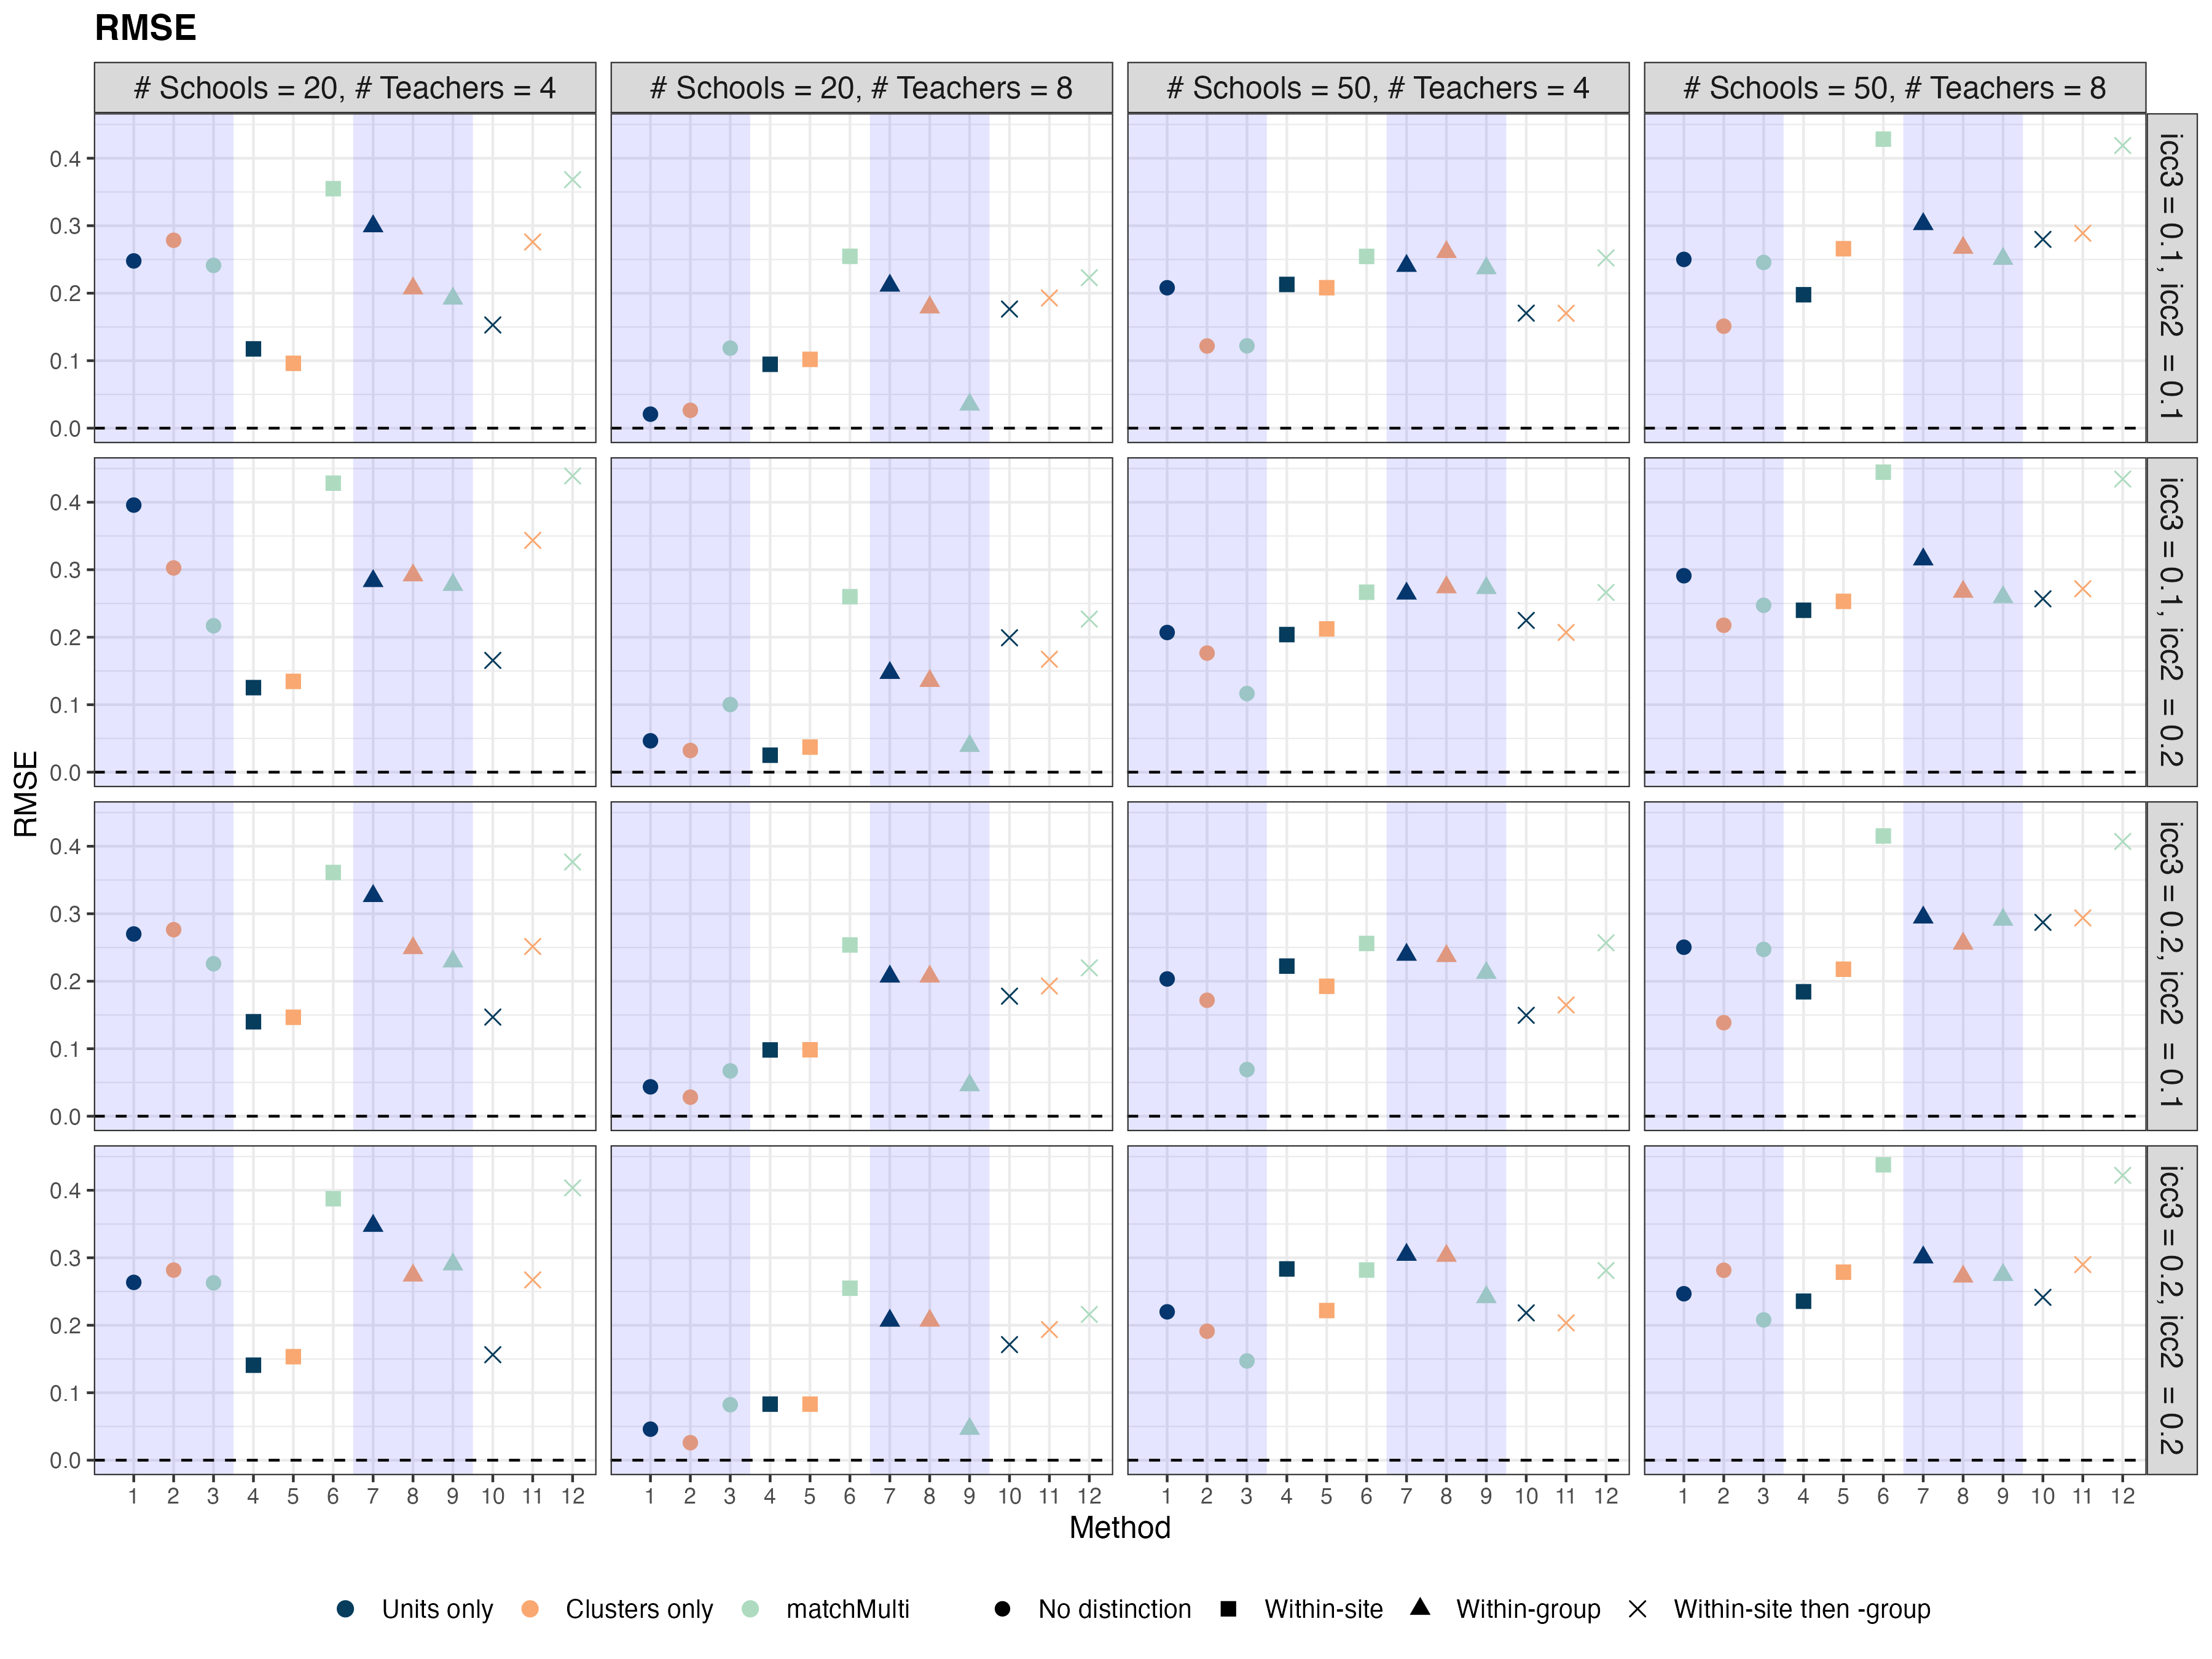 RMSE
# Schools = 20, # Teachers = 4
# Schools = 20, # Teachers = 8
# Schools = 50, # Teachers = 4
# Schools = 50, # Teachers = 8
0.4
0.3
0.2
0.1
0.0
icc3 = 0.1, icc2 = 0.1
0.4
0.3
0.2
0.1
0.0
icc3 = 0.1, icc2 = 0.2
RMSE
0.4
0.3
0.2
0.1
0.0
icc3 = 0.2, icc2 = 0.1
0.4
0.3
0.2
0.1
0.0
icc3 = 0.2, icc2 = 0.2
1 2 3 4 5 6 7 8 9 10 11 12
1 2 3 4 5 6 7 8 9 10 11 12
1 2 3 4 5 6 7 8 9 10 11 12
1 2 3 4 5 6 7 8 9 10 11 12
Method
Units only Clusters only matchMulti No distinction Within-site Within-group Within-site then -group